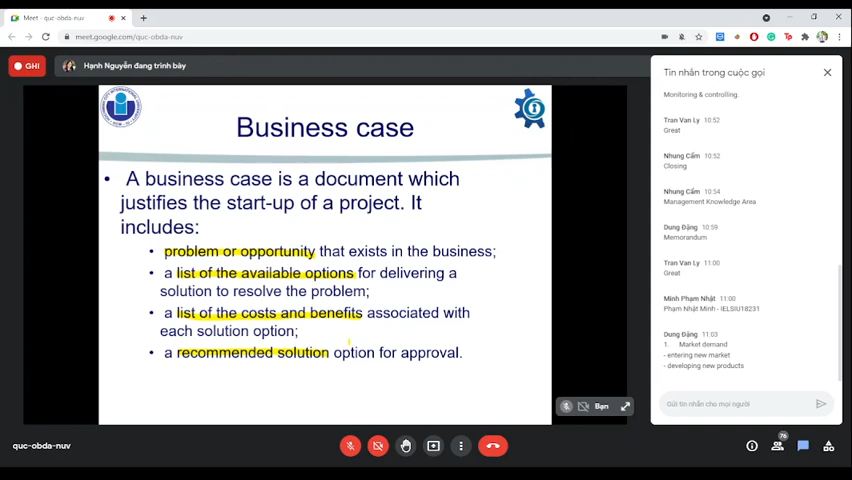 Meet - quc-obda-nuv
meet.google.com/quc-obda-nuv
GHI
Hạnh Nguyễn đang trình bày
Business case
• A business case is a document which
justifies the start-up of a project. It
includes:
• problem or opportunity that exists in the business;
• a list of the available options for delivering a
solution to resolve the problem;
• a list of the costs and benefits associated with
each solution option;
• a recommended solution option for approval.
Bạn
Tin nhắn trong cuộc gọi
Monitoring & controlling.
Tran Van Ly 10:52
Great
Nhung Cẩm 10:52
Closing
Nhung Cẩm 10:54
Management Knowledge Area
Dung Đặng 10:59
Memorandum
Tran Van Ly 11:00
Great
Minh Phạm Nhật 11:00
Phạm Nhật Minh - IELSIU18231
Dung Đặng 11:03
1. Market demand
- entering new market
- developing new products
Gửi tin nhắn cho mọi người
quc-obda-nuv
76